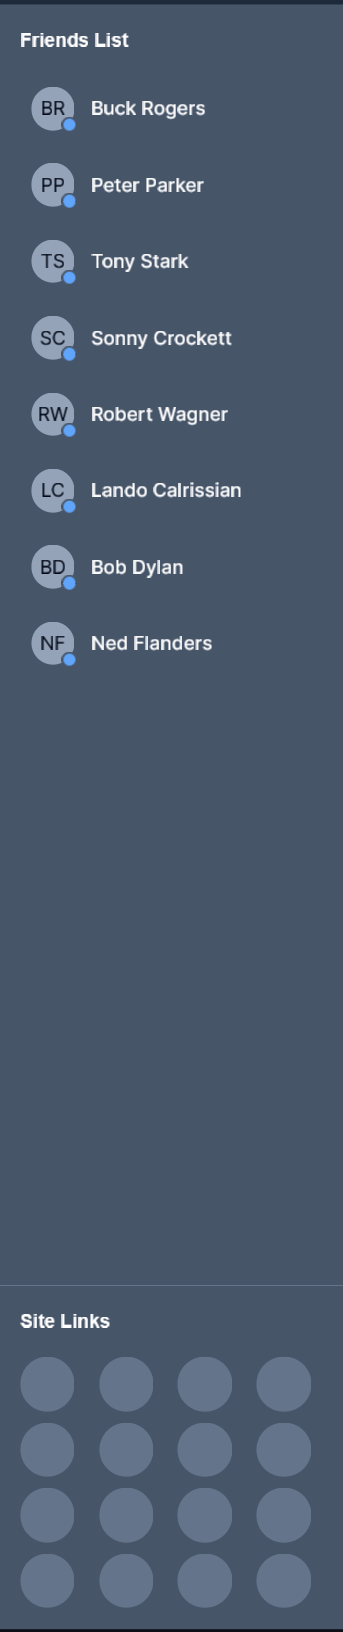 Friends List
BR Buck Rogers
PP Peter Parker
TS Tony Stark
SC Sonny Crockett
RW Robert Wagner
LC Lando Calrissian
BD Bob Dylan
NF Ned Flanders
Site Links